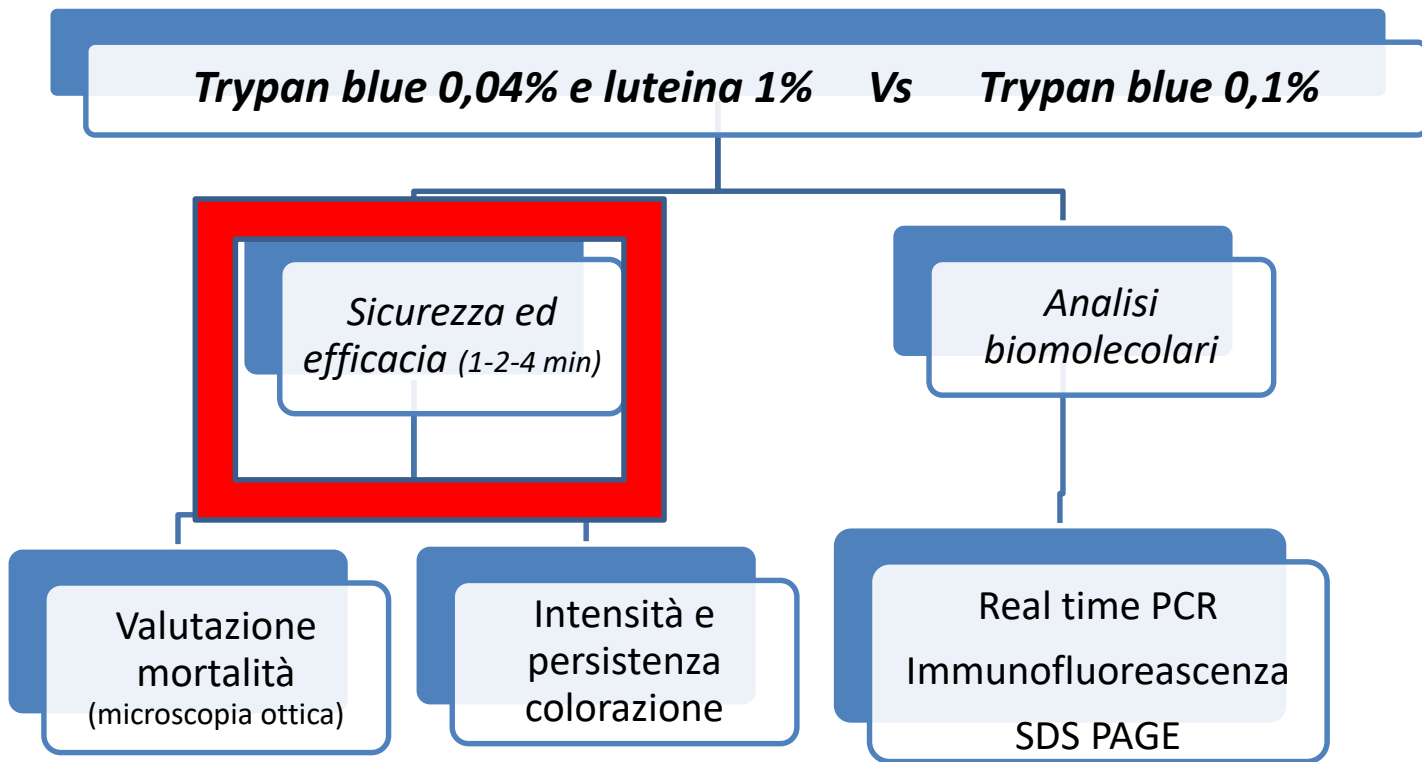 Trypan blue 0,04% e luteina 1% Vs Trypan blue 0,1%
Sicurezza ed
efficacia (1-2-4 min)
Analisi
biomolecolari
Valutazione
mortalità
(microscopia ottica)
Intensità e
persistenza
colorazione
Real time PCR
Immunofluoreascenza
SDS PAGE